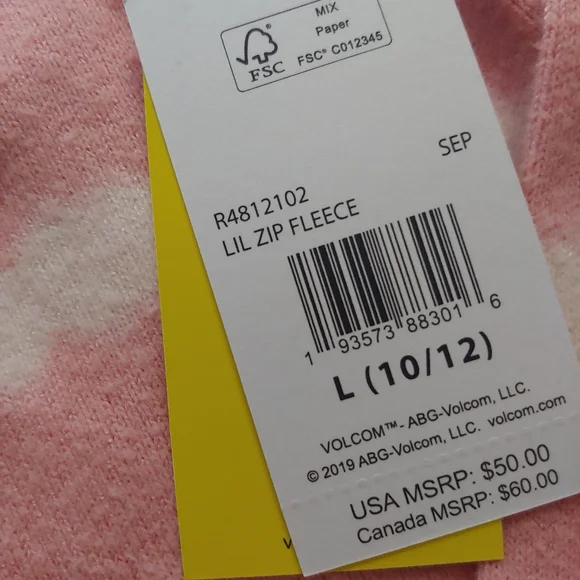 MIX
Paper
FSC® C012345
FSC
SEP
R4812102
LIL ZIP FLEECE
1 93573 88301 6
L (10/12)
VOLCOM™- ABG-Volcom, LLC.
© 2019 ABG-Volcom, LLC. volcom.com
USA MSRP: $50.00
Canada MSRP: $60.00